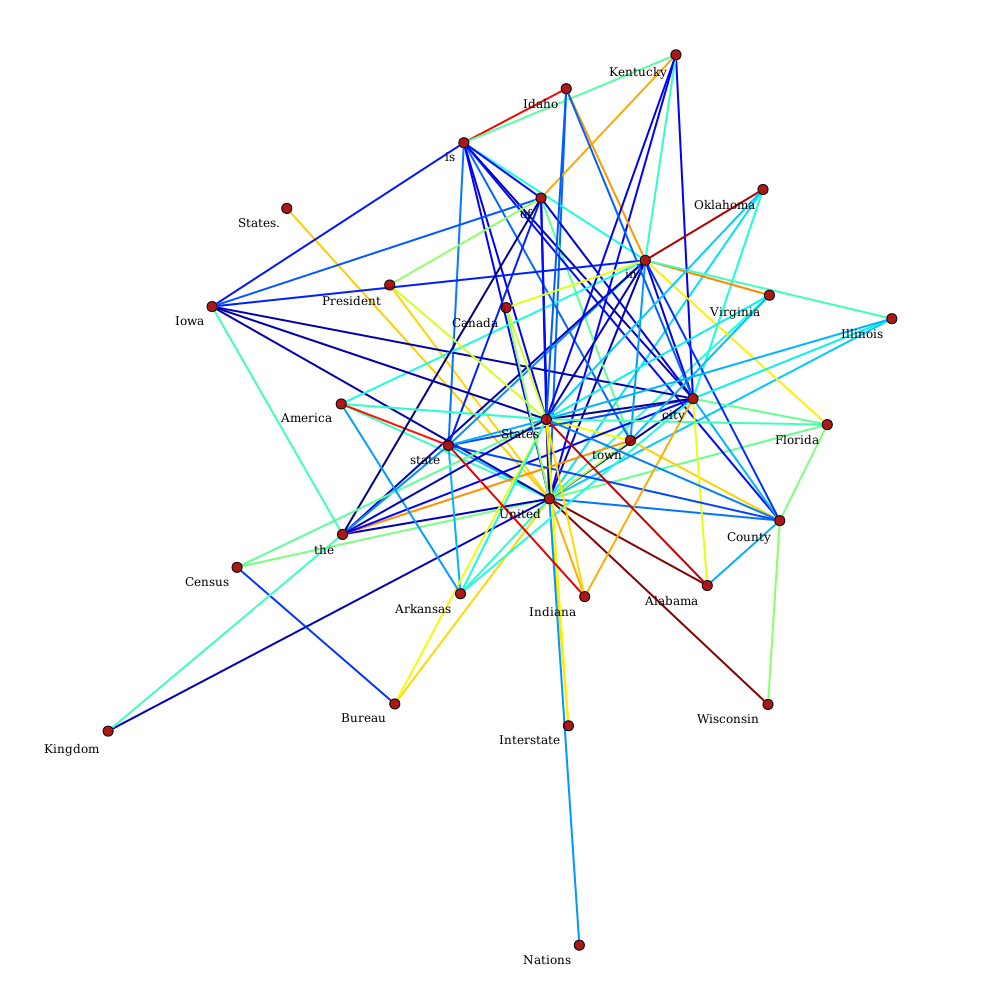 Kentucky
Idaho
is
Oklahoma
of
States.
in
President
Virginia
Iowa
Canada
Illinois
America
city
States
Florida
state
town
United
County
the
Census
Arkansas
Indiana
Alabama
Bureau
Wisconsin
Interstate
Kingdom
Nations